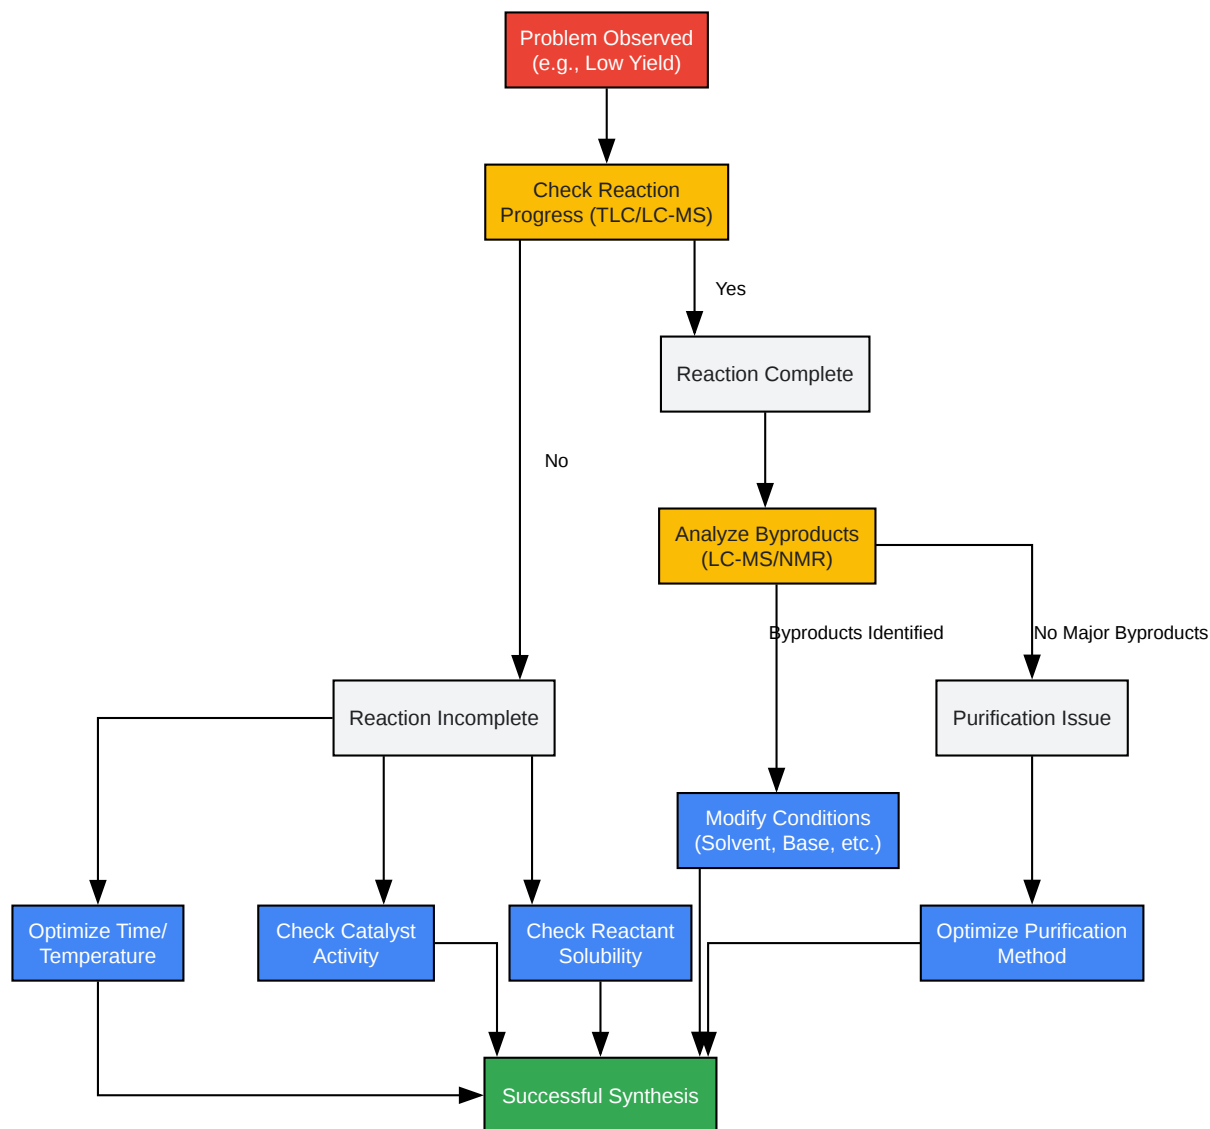 Problem Observed
(e.g., Low Yield)
Check Reaction
Progress (TLC/LC-MS)
Yes
Reaction Complete
No
Analyze Byproducts
(LC-MS/NMR)
Byproducts Identified
No Major Byproducts
Reaction Incomplete
Purification Issue
Modify Conditions
(Solvent, Base, etc.)
Optimize Time/
Temperature
Check Catalyst
Activity
Check Reactant
Solubility
Optimize Purification
Method
Successful Synthesis